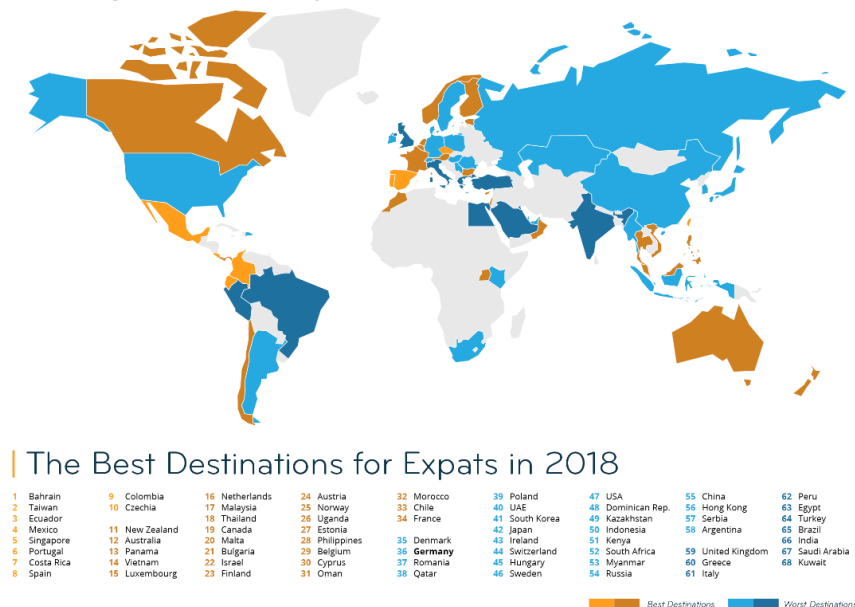 The Best Destinations for Expats in 2018
1 Bahrain
2 Taiwan
3 Ecuador
4 Mexico
5 Singapore
6 Portugal
7 Costa Rica
8 Spain
9 Colombia
10 Czechia
11 New Zealand
12 Australia
13 Panama
14 Vietnam
15 Luxembourg
16 Netherlands
17 Malaysia
18 Thailand
19 Canada
20 Malta
21 Bulgaria
22 Israel
23 Finland
24 Austria
25 Norway
26 Uganda
27 Estonia
28 Philippines
29 Belgium
30 Cyprus
31 Oman
32 Morocco
33 Chile
34 France
35 Denmark
36 Germany
37 Romania
38 Qatar
39 Poland
40 UAE
41 South Korea
42 Japan
43 Ireland
44 Switzerland
45 Hungary
46 Sweden
47 USA
48 Dominican Rep.
49 Kazakhstan
50 Indonesia
51 Kenya
52 South Africa
53 Myanmar
54 Russia
55 China
56 Hong Kong
57 Serbia
58 Argentina
59 United Kingdom
60 Greece
61 Italy
62 Peru
63 Egypt
64 Turkey
65 Brazil
66 India
67 Saudi Arabia
68 Kuwait
Best Destinations
Worst Destinations